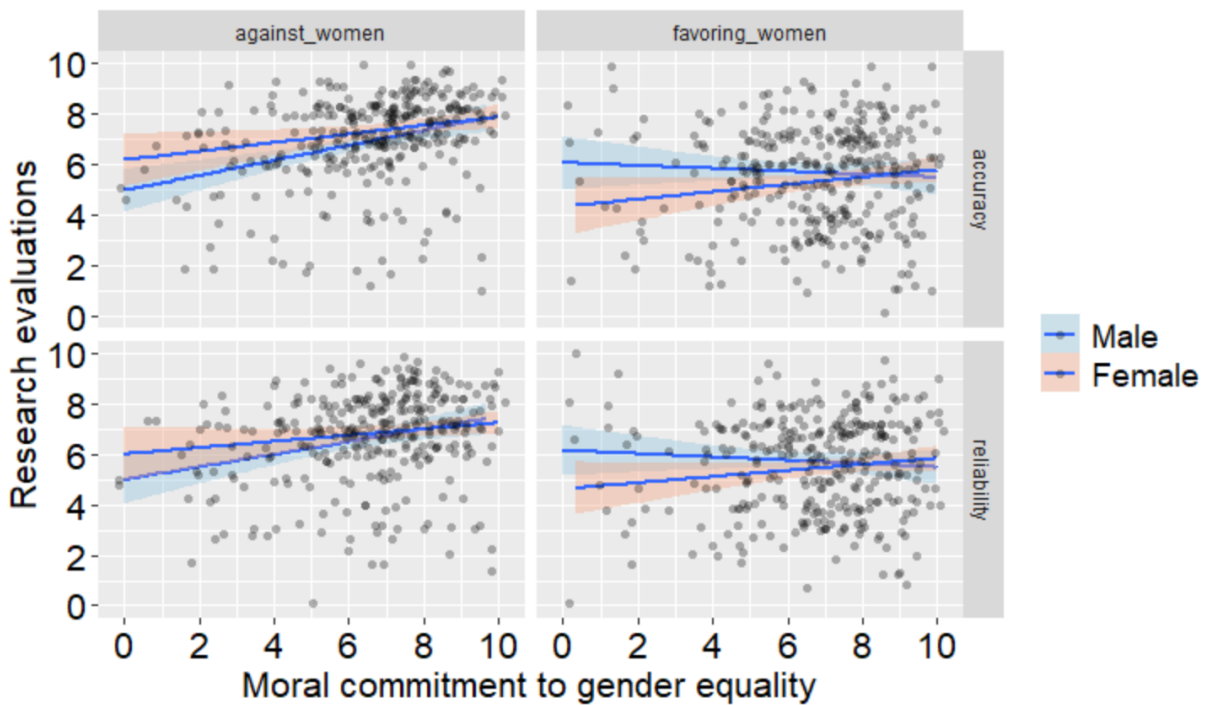 against_women
favoring_women
10
8
6
4
2
0
accuracy
Research evaluations
10
8
6
4
2
0
reliability
0 2 4 6 8 10 0 2 4 6 8 10
Moral commitment to gender equality
Male
Female